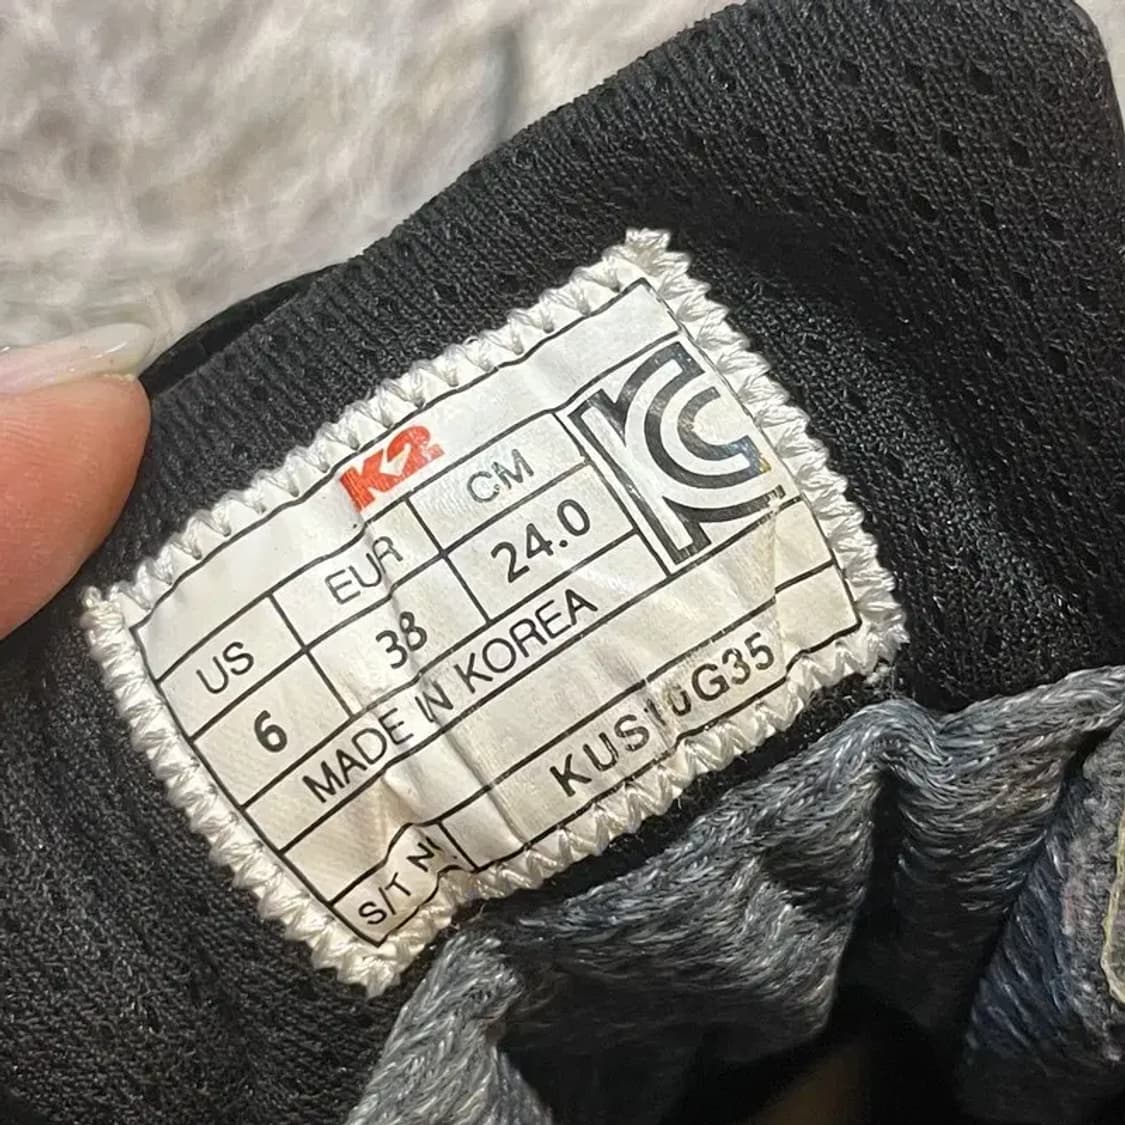 K2
US EUR CM
6 38 24.0
KC
MADE IN KOREA
S/T N KUS10G35